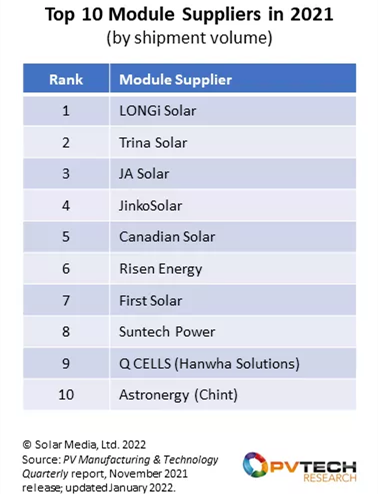 Top 10 Module Suppliers in 2021
(by shipment volume)
Rank Module Supplier
1 LONGi Solar
2 Trina Solar
3 JA Solar
4 JinkoSolar
5 Canadian Solar
6 Risen Energy
7 First Solar
8 Suntech Power
9 Q CELLS (Hanwha Solutions)
10 Astronergy (Chint)
© Solar Media, Ltd. 2022
Source: PV Manufacturing & Technology
Quarterly report, November 2021
release; updated January 2022.
PVTECH
RESEARCH